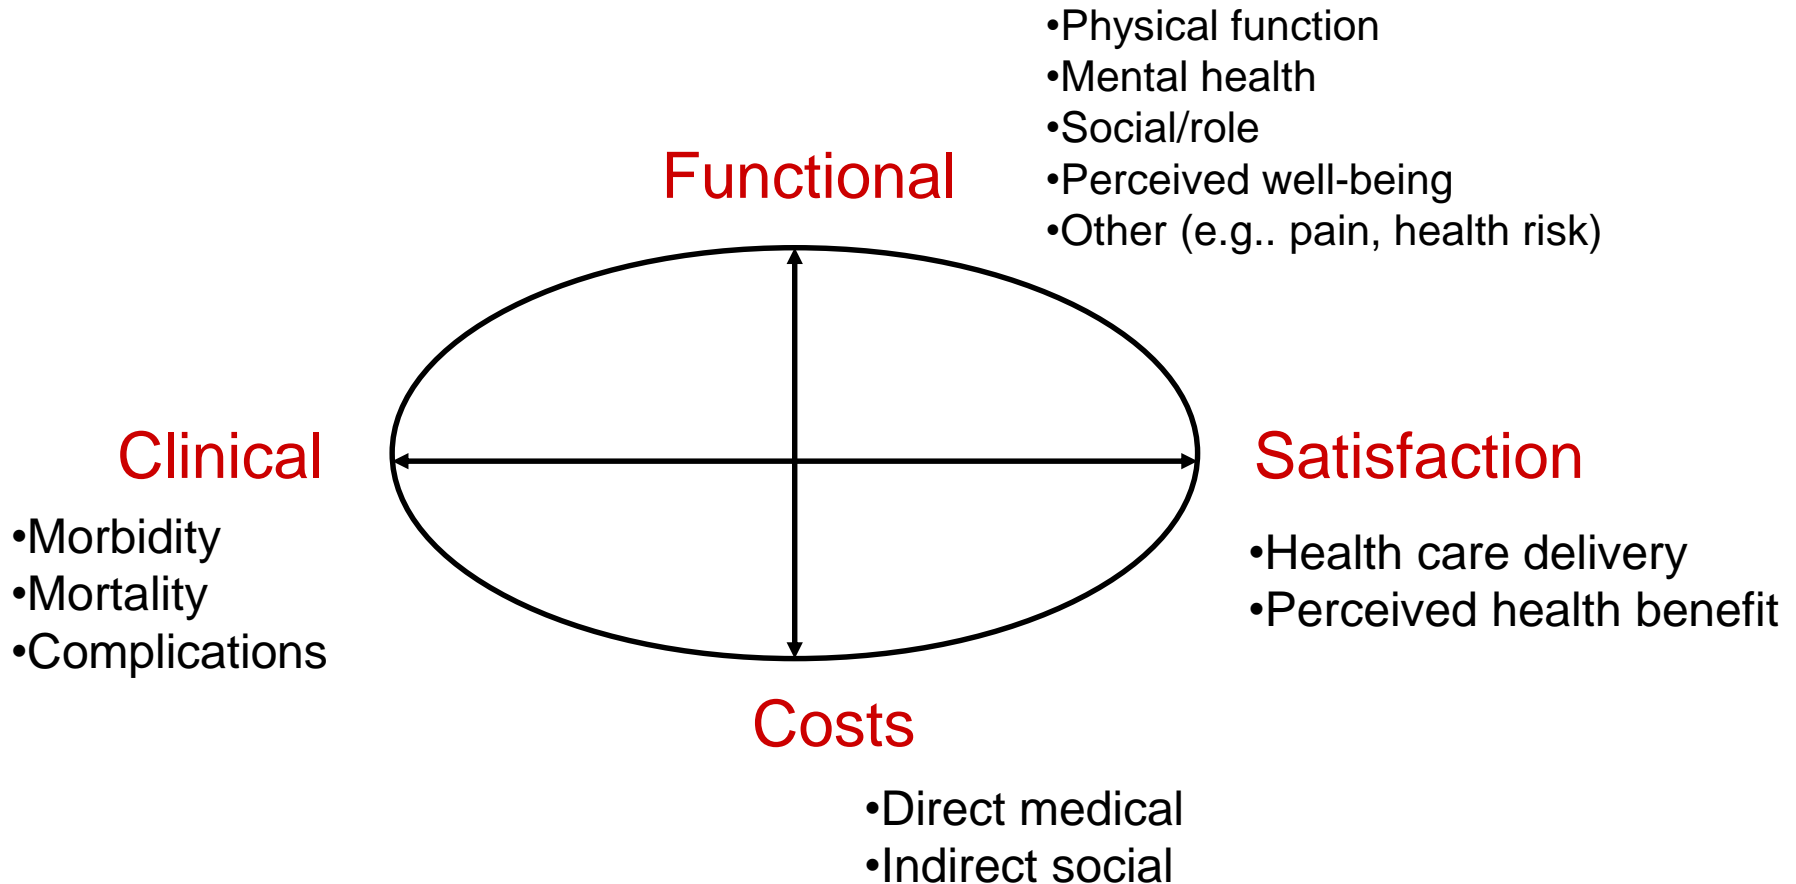 Functional
•Physical function
•Mental health
•Social/role
•Perceived well-being
•Other (e.g.. pain, health risk)
Clinical
•Morbidity
•Mortality
•Complications
Satisfaction
•Health care delivery
•Perceived health benefit
Costs
•Direct medical
•Indirect social